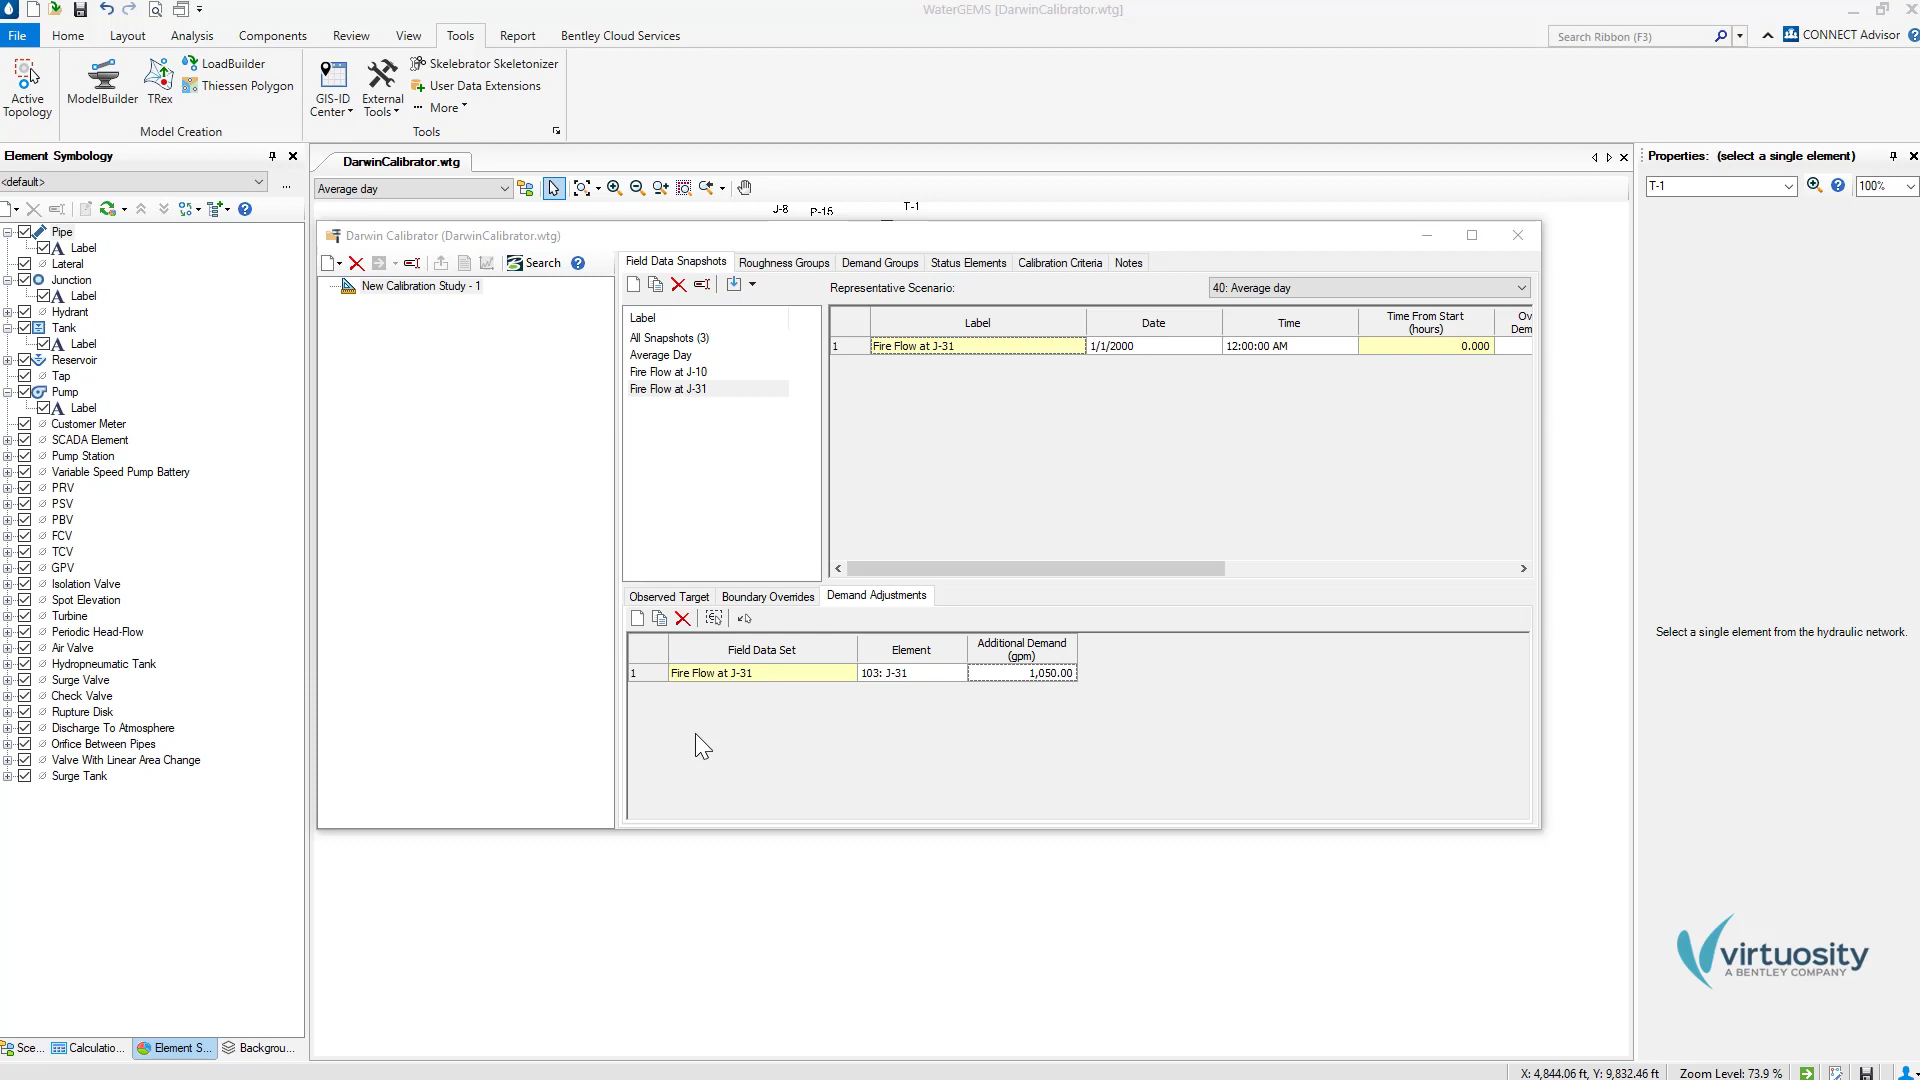 WaterGEMS [DarwinCalibrator.wtg]
File Home Layout Analysis Components Review View Tools Report Bentley Cloud Services
Search Ribbon (F3)
CONNECT Advisor
Active Topology
ModelBuilder
TRex
LoadBuilder
Thiessen Polygon
Model Creation
GIS-ID Center
External Tools
Skelebrator Skeletonizer
User Data Extensions
More
Tools
Element Symbology
<default>
Pipe
Label
Lateral
Junction
Label
Hydrant
Tank
Label
Reservoir
Tap
Pump
Label
Customer Meter
SCADA Element
Pump Station
Variable Speed Pump Battery
PRV
PSV
PBV
FCV
TCV
GPV
Isolation Valve
Spot Elevation
Turbine
Periodic Head-Flow
Air Valve
Hydropneumatic Tank
Surge Valve
Check Valve
Rupture Disk
Discharge To Atmosphere
Orifice Between Pipes
Valve With Linear Area Change
Surge Tank
Sce... Calculatio... Element S... Backgrou...
DarwinCalibrator.wtg
Average day
J-8 P-15 T-1
Darwin Calibrator (DarwinCalibrator.wtg)
Search
New Calibration Study - 1
Field Data Snapshots Roughness Groups Demand Groups Status Elements Calibration Criteria Notes
Representative Scenario:
40: Average day
Label
All Snapshots (3)
Average Day
Fire Flow at J-10
Fire Flow at J-31
Label Date Time Time From Start (hours) Ov Dem
1 Fire Flow at J-31 1/1/2000 12:00:00 AM 0.000
Observed Target Boundary Overrides Demand Adjustments
Field Data Set Element Additional Demand (gpm)
1 Fire Flow at J-31 103: J-31 1,050.00
Properties: (select a single element)
T-1
100%
Select a single element from the hydraulic network.
virtuosity
A BENTLEY COMPANY
X: 4,844.06 ft, Y: 9,832.46 ft Zoom Level: 73.9 %